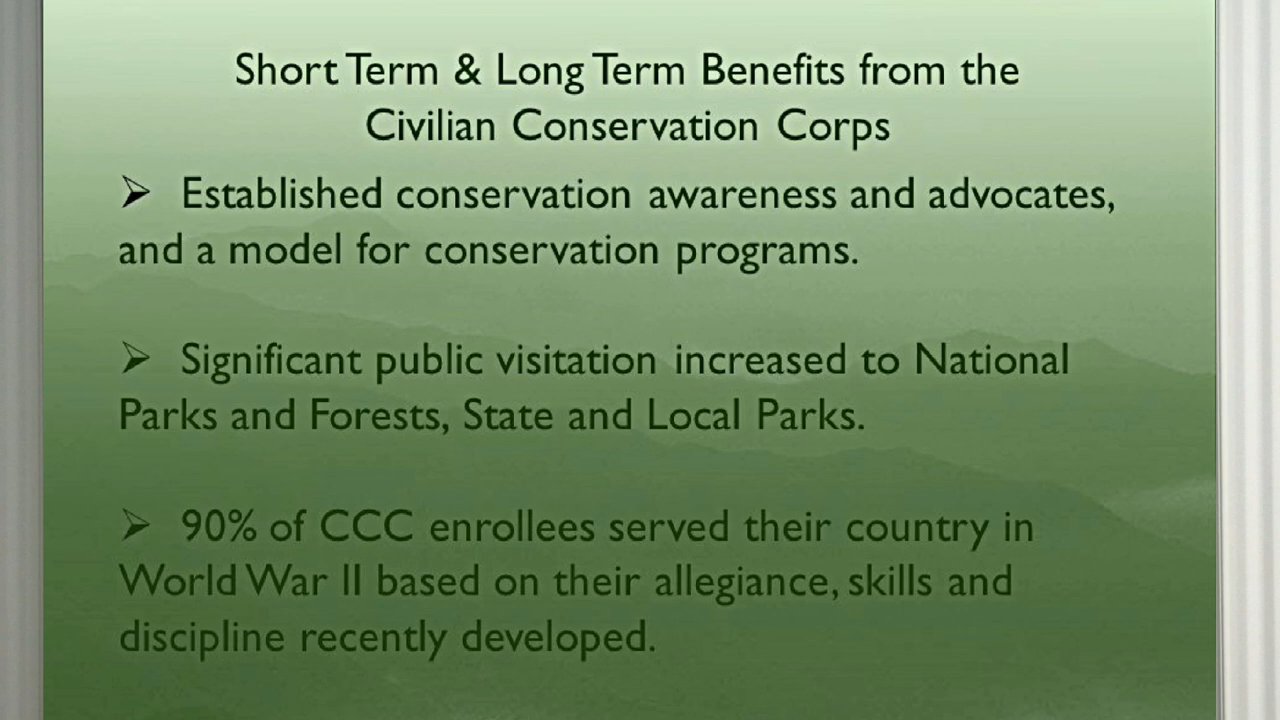 Short Term & Long Term Benefits from the
Civilian Conservation Corps
➢ Established conservation awareness and advocates,
and a model for conservation programs.
➢ Significant public visitation increased to National
Parks and Forests, State and Local Parks.
➢ 90% of CCC enrollees served their country in
World War II based on their allegiance, skills and
discipline recently developed.